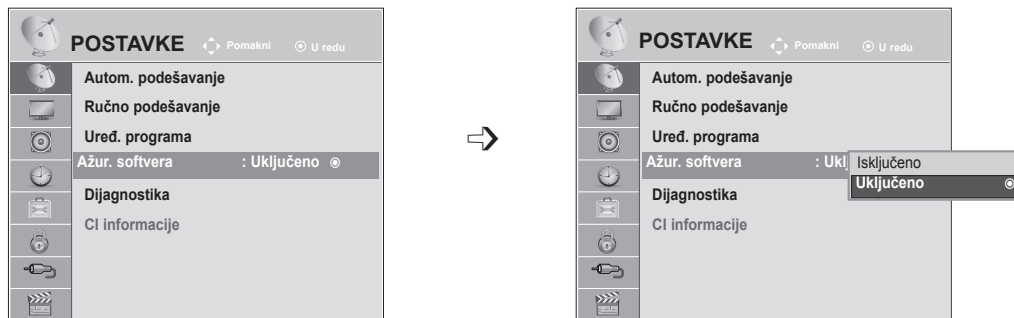 POSTAVKE Pomakni U redu
Autom. podešavanje
Ručno podešavanje
Uređ. programa
Ažur. softvera : Uključeno
Dijagnostika
CI informacije
POSTAVKE Pomakni U redu
Autom. podešavanje
Ručno podešavanje
Uređ. programa
Ažur. softvera : Uklj
Isključeno
Uključeno
Dijagnostika
CI informacije